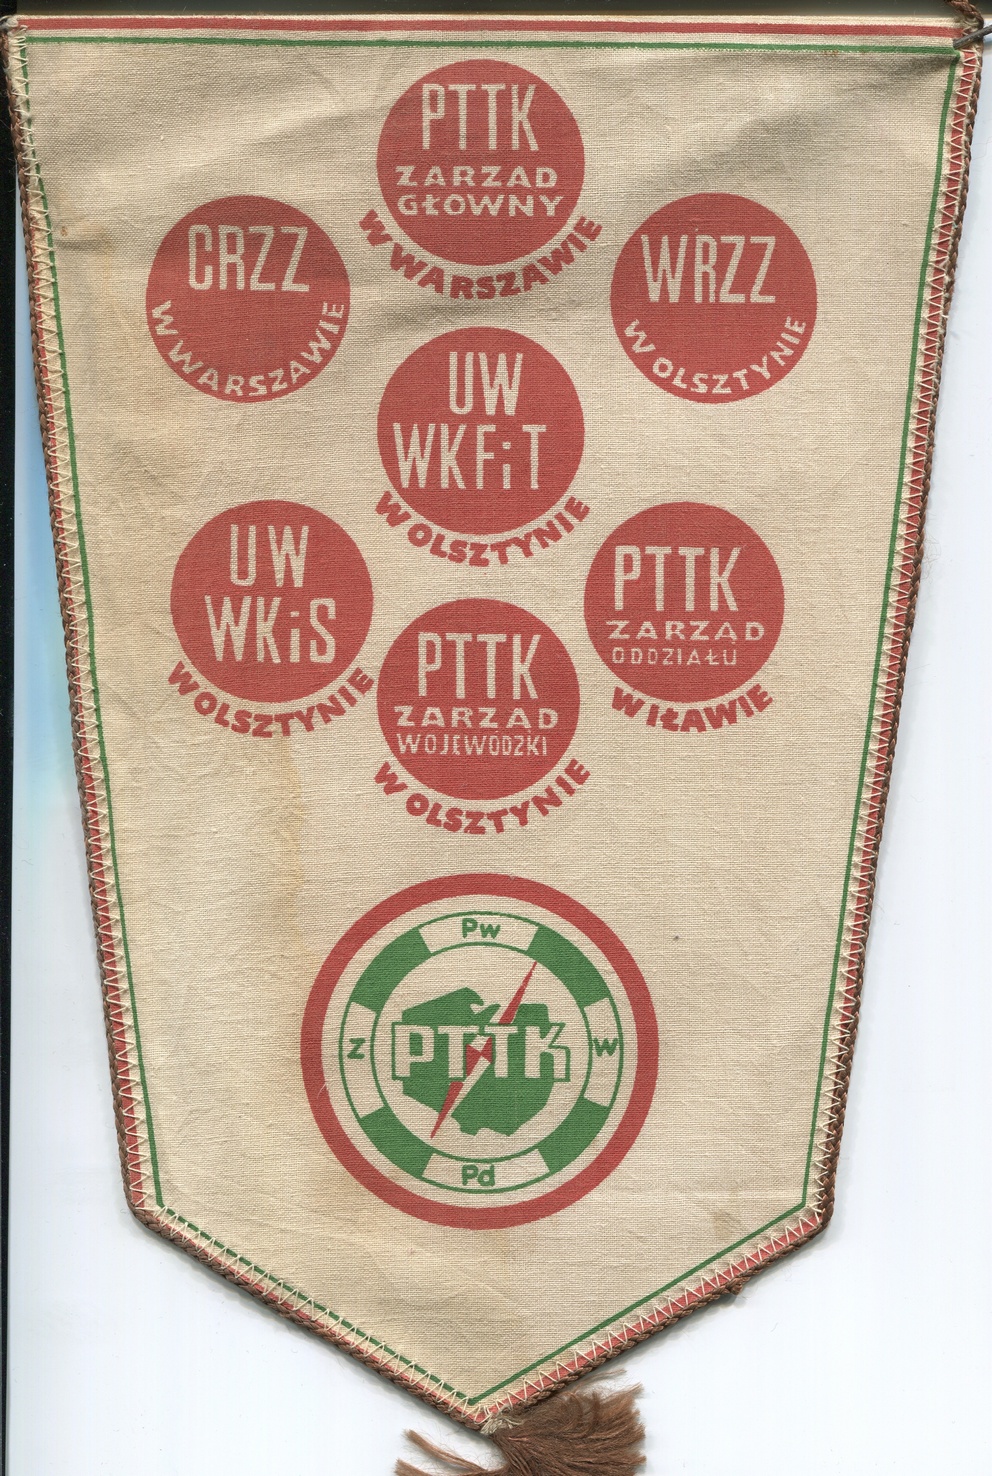 PTTK
ZARZĄD
GŁOWNY
W WARSZAWIE
CRZZ
W WARSZAWIE
WRZZ
W OLSZTYNIE
UW
WKFiT
W OLSZTYNIE
UW
WKiS
W OLSZTYNIE
PTTK
ZARZĄD
ODDZIAŁU
W IŁAWIE
PTTK
ZARZĄD
WOJEWÓDZKI
W OLSZTYNIE
Pw
Z
PTTK
W
Pd